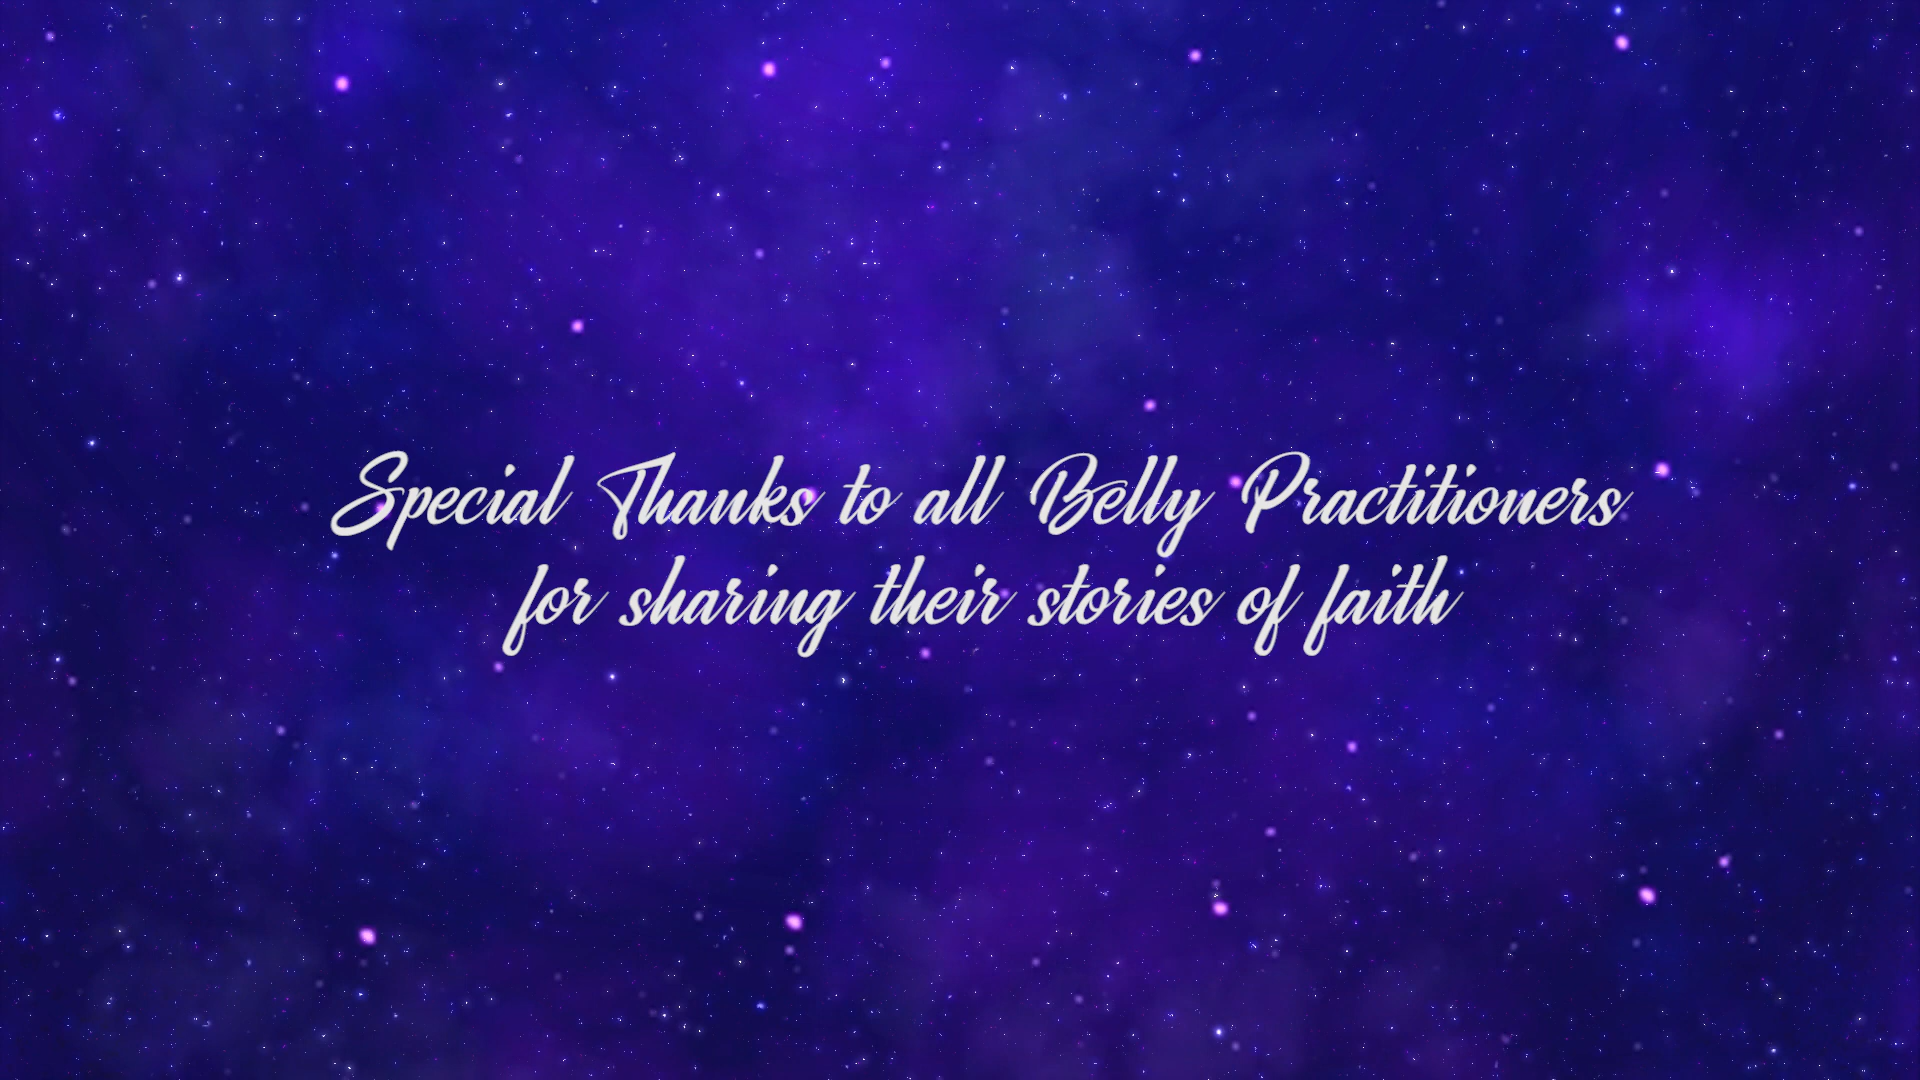 Special Thanks to all Belly Practitioners
for sharing their stories of faith